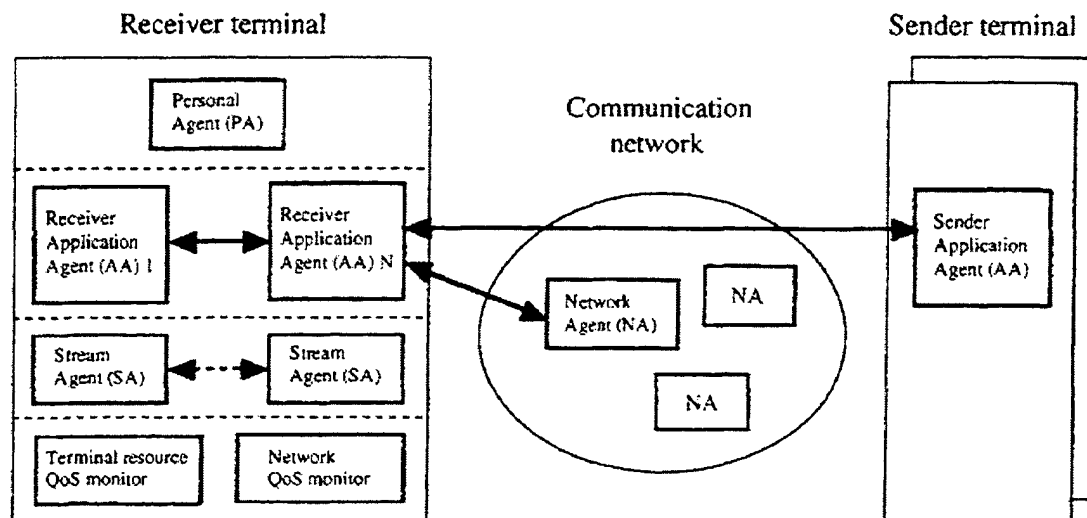 Receiver terminal
Sender terminal
Communication
network
Personal
Agent (PA)
Receiver
Application
Agent (AA) 1
Receiver
Application
Agent (AA) N
Sender
Application
Agent (AA)
Network
Agent (NA)
NA
NA
Stream
Agent (SA)
Stream
Agent (SA)
Terminal resource
QoS monitor
Network
QoS monitor